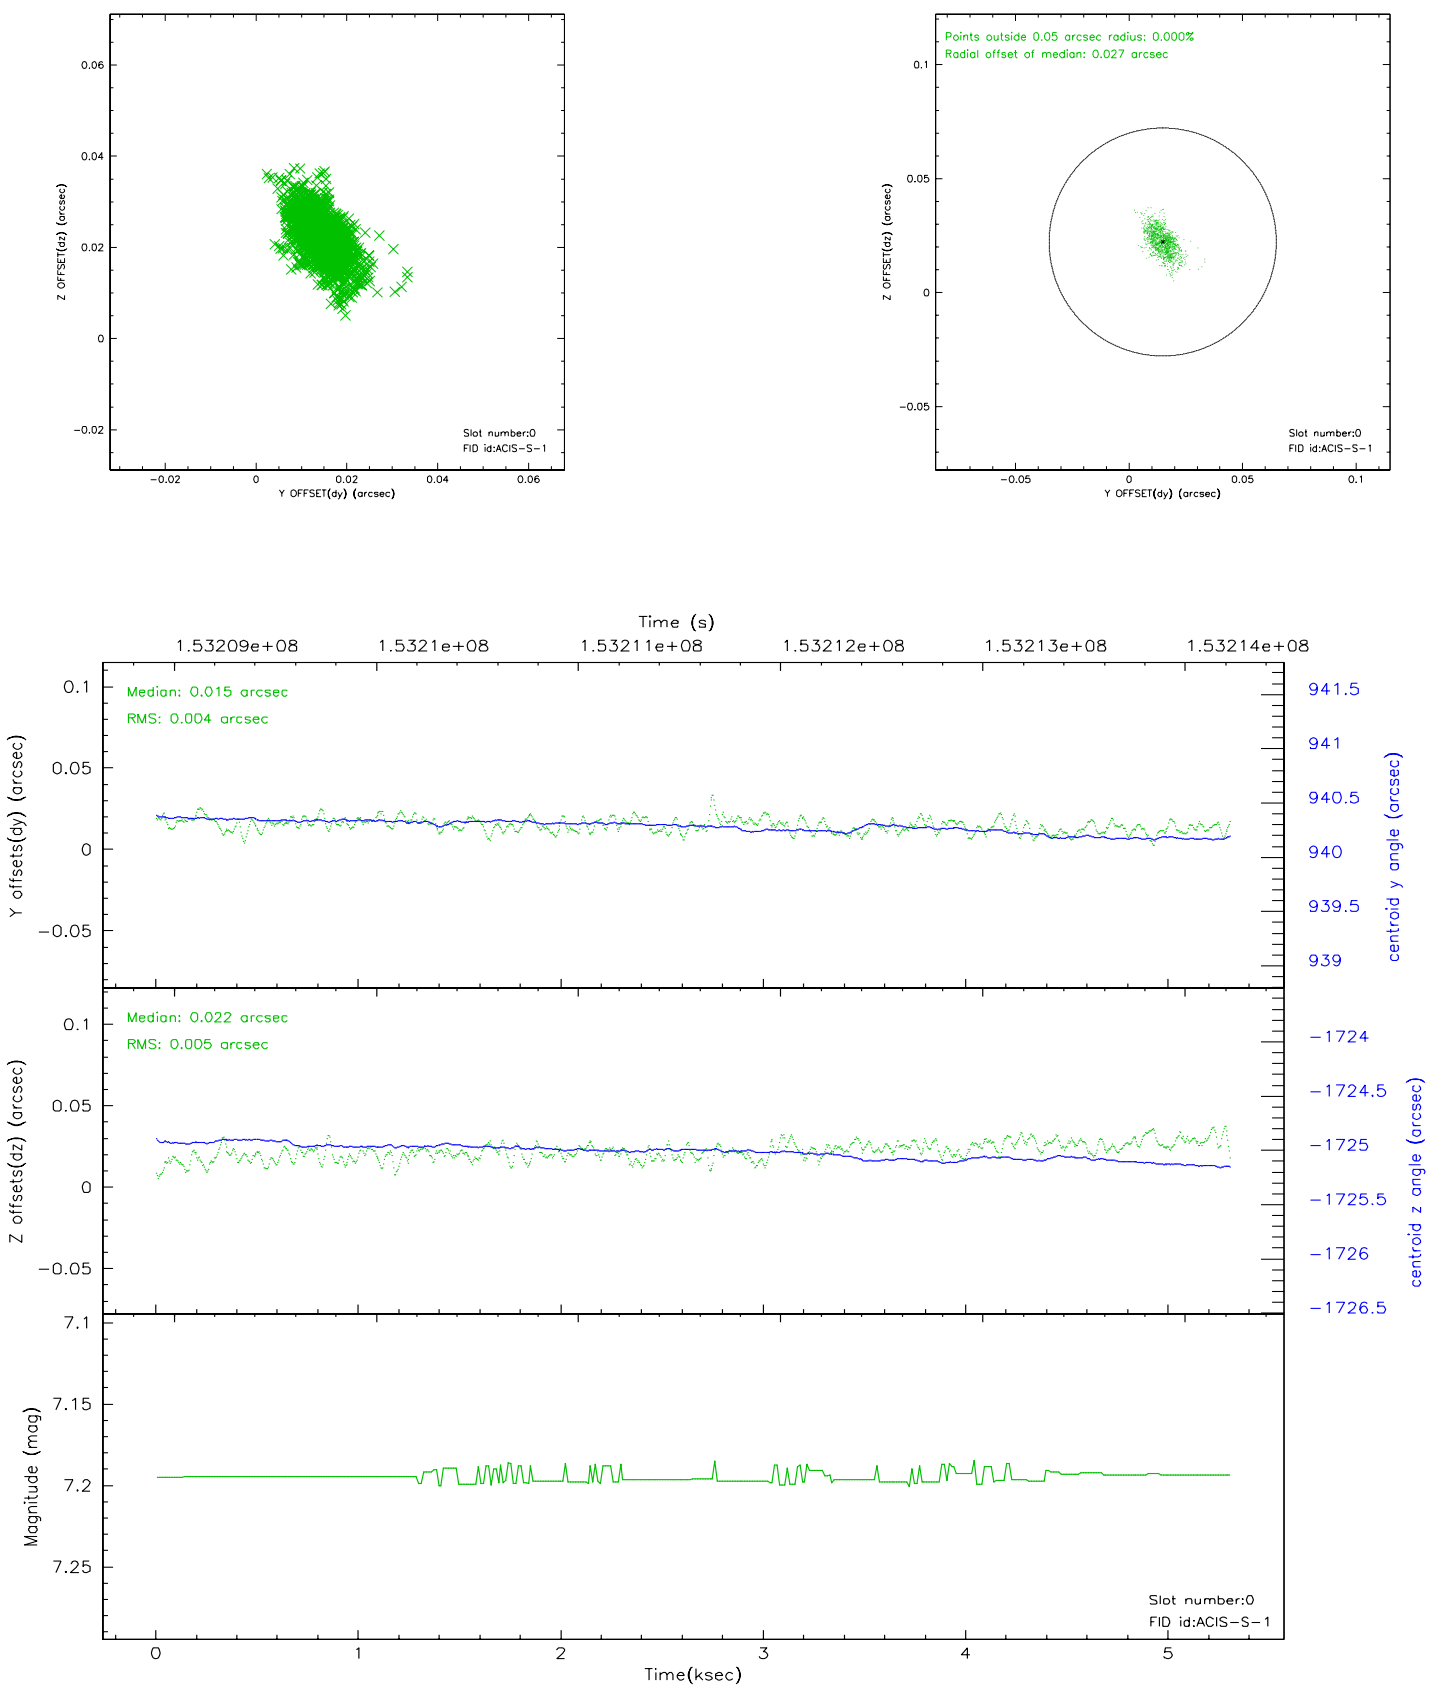 0.06
0.04
0.02
0
-0.02
Z OFFSET(dz) (arcsec)
Slot number:0
FID id:ACIS-S-1
-0.02 0 0.02 0.04 0.06
Y OFFSET(dy) (arcsec)
Points outside 0.05 arcsec radius: 0.000%
Radial offset of median: 0.027 arcsec
0.1
0.05
0
-0.05
Z OFFSET(dz) (arcsec)
Slot number:0
FID id:ACIS-S-1
-0.05 0 0.05 0.1
Y OFFSET(dy) (arcsec)
Time (s)
1.53209e+08 1.5321e+08 1.53211e+08 1.53212e+08 1.53213e+08 1.53214e+08
Median: 0.015 arcsec
RMS: 0.004 arcsec
0.1
0.05
0
-0.05
Y offsets(dy) (arcsec)
941.5
941
940.5
940
939.5
939
centroid y angle (arcsec)
Median: 0.022 arcsec
RMS: 0.005 arcsec
0.1
0.05
0
-0.05
Z offsets(dz) (arcsec)
-1724
-1724.5
-1725
-1725.5
-1726
-1726.5
centroid z angle (arcsec)
7.1
7.15
7.2
7.25
Magnitude (mag)
Slot number:0
FID id:ACIS-S-1
0 1 2 3 4 5
Time(ksec)